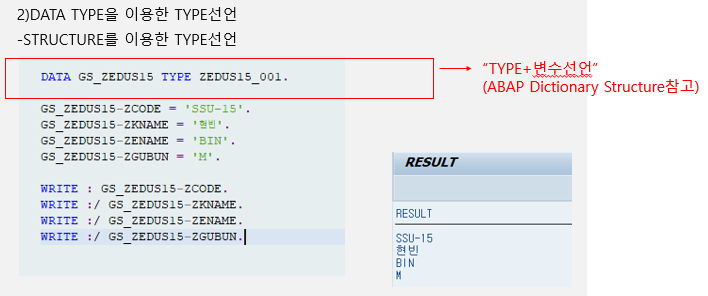 2)DATA TYPE을 이용한 TYPE선언
-STRUCTURE를 이용한 TYPE선언
DATA GS_ZEDUS15 TYPE ZEDUS15_001.
“TYPE+변수선언”
(ABAP Dictionary Structure참고)
GS_ZEDUS15-ZCODE = 'SSU-15'.
GS_ZEDUS15-ZKNAME = '현빈'.
GS_ZEDUS15-ZENAME = 'BIN'.
GS_ZEDUS15-ZGUBUN = 'M'.
WRITE : GS_ZEDUS15-ZCODE.
WRITE :/ GS_ZEDUS15-ZKNAME.
WRITE :/ GS_ZEDUS15-ZENAME.
WRITE :/ GS_ZEDUS15-ZGUBUN.
RESULT
RESULT
SSU-15
현빈
BIN
M